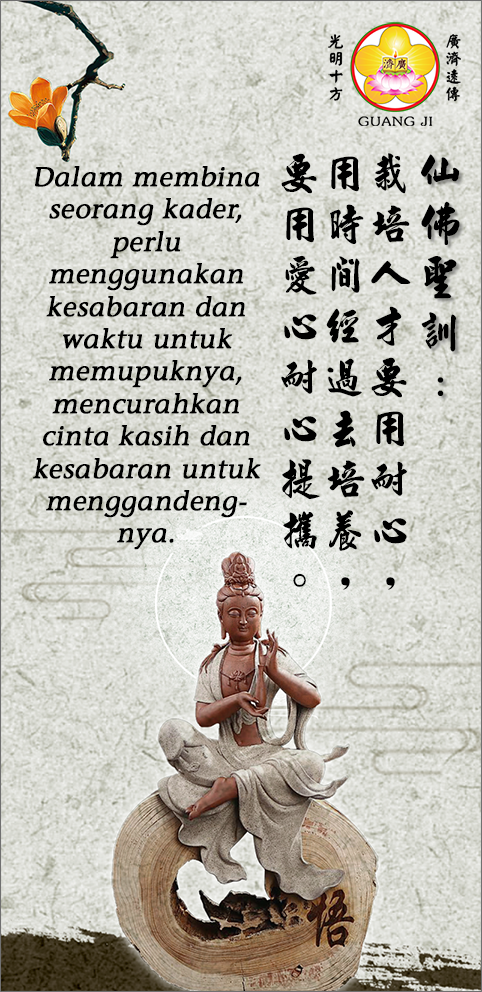 光明十方
濟廣
廣濟遠傳
GUANG JI
仙佛聖訓：
栽培人才要用耐心，
用時間經過去培養，
要用愛心耐心提攜。
Dalam membina
seorang kader,
perlu
menggunakan
kesabaran dan
waktu untuk
memupuknya,
mencurahkan
cinta kasih dan
kesabaran untuk
menggandeng-
nya.
悟